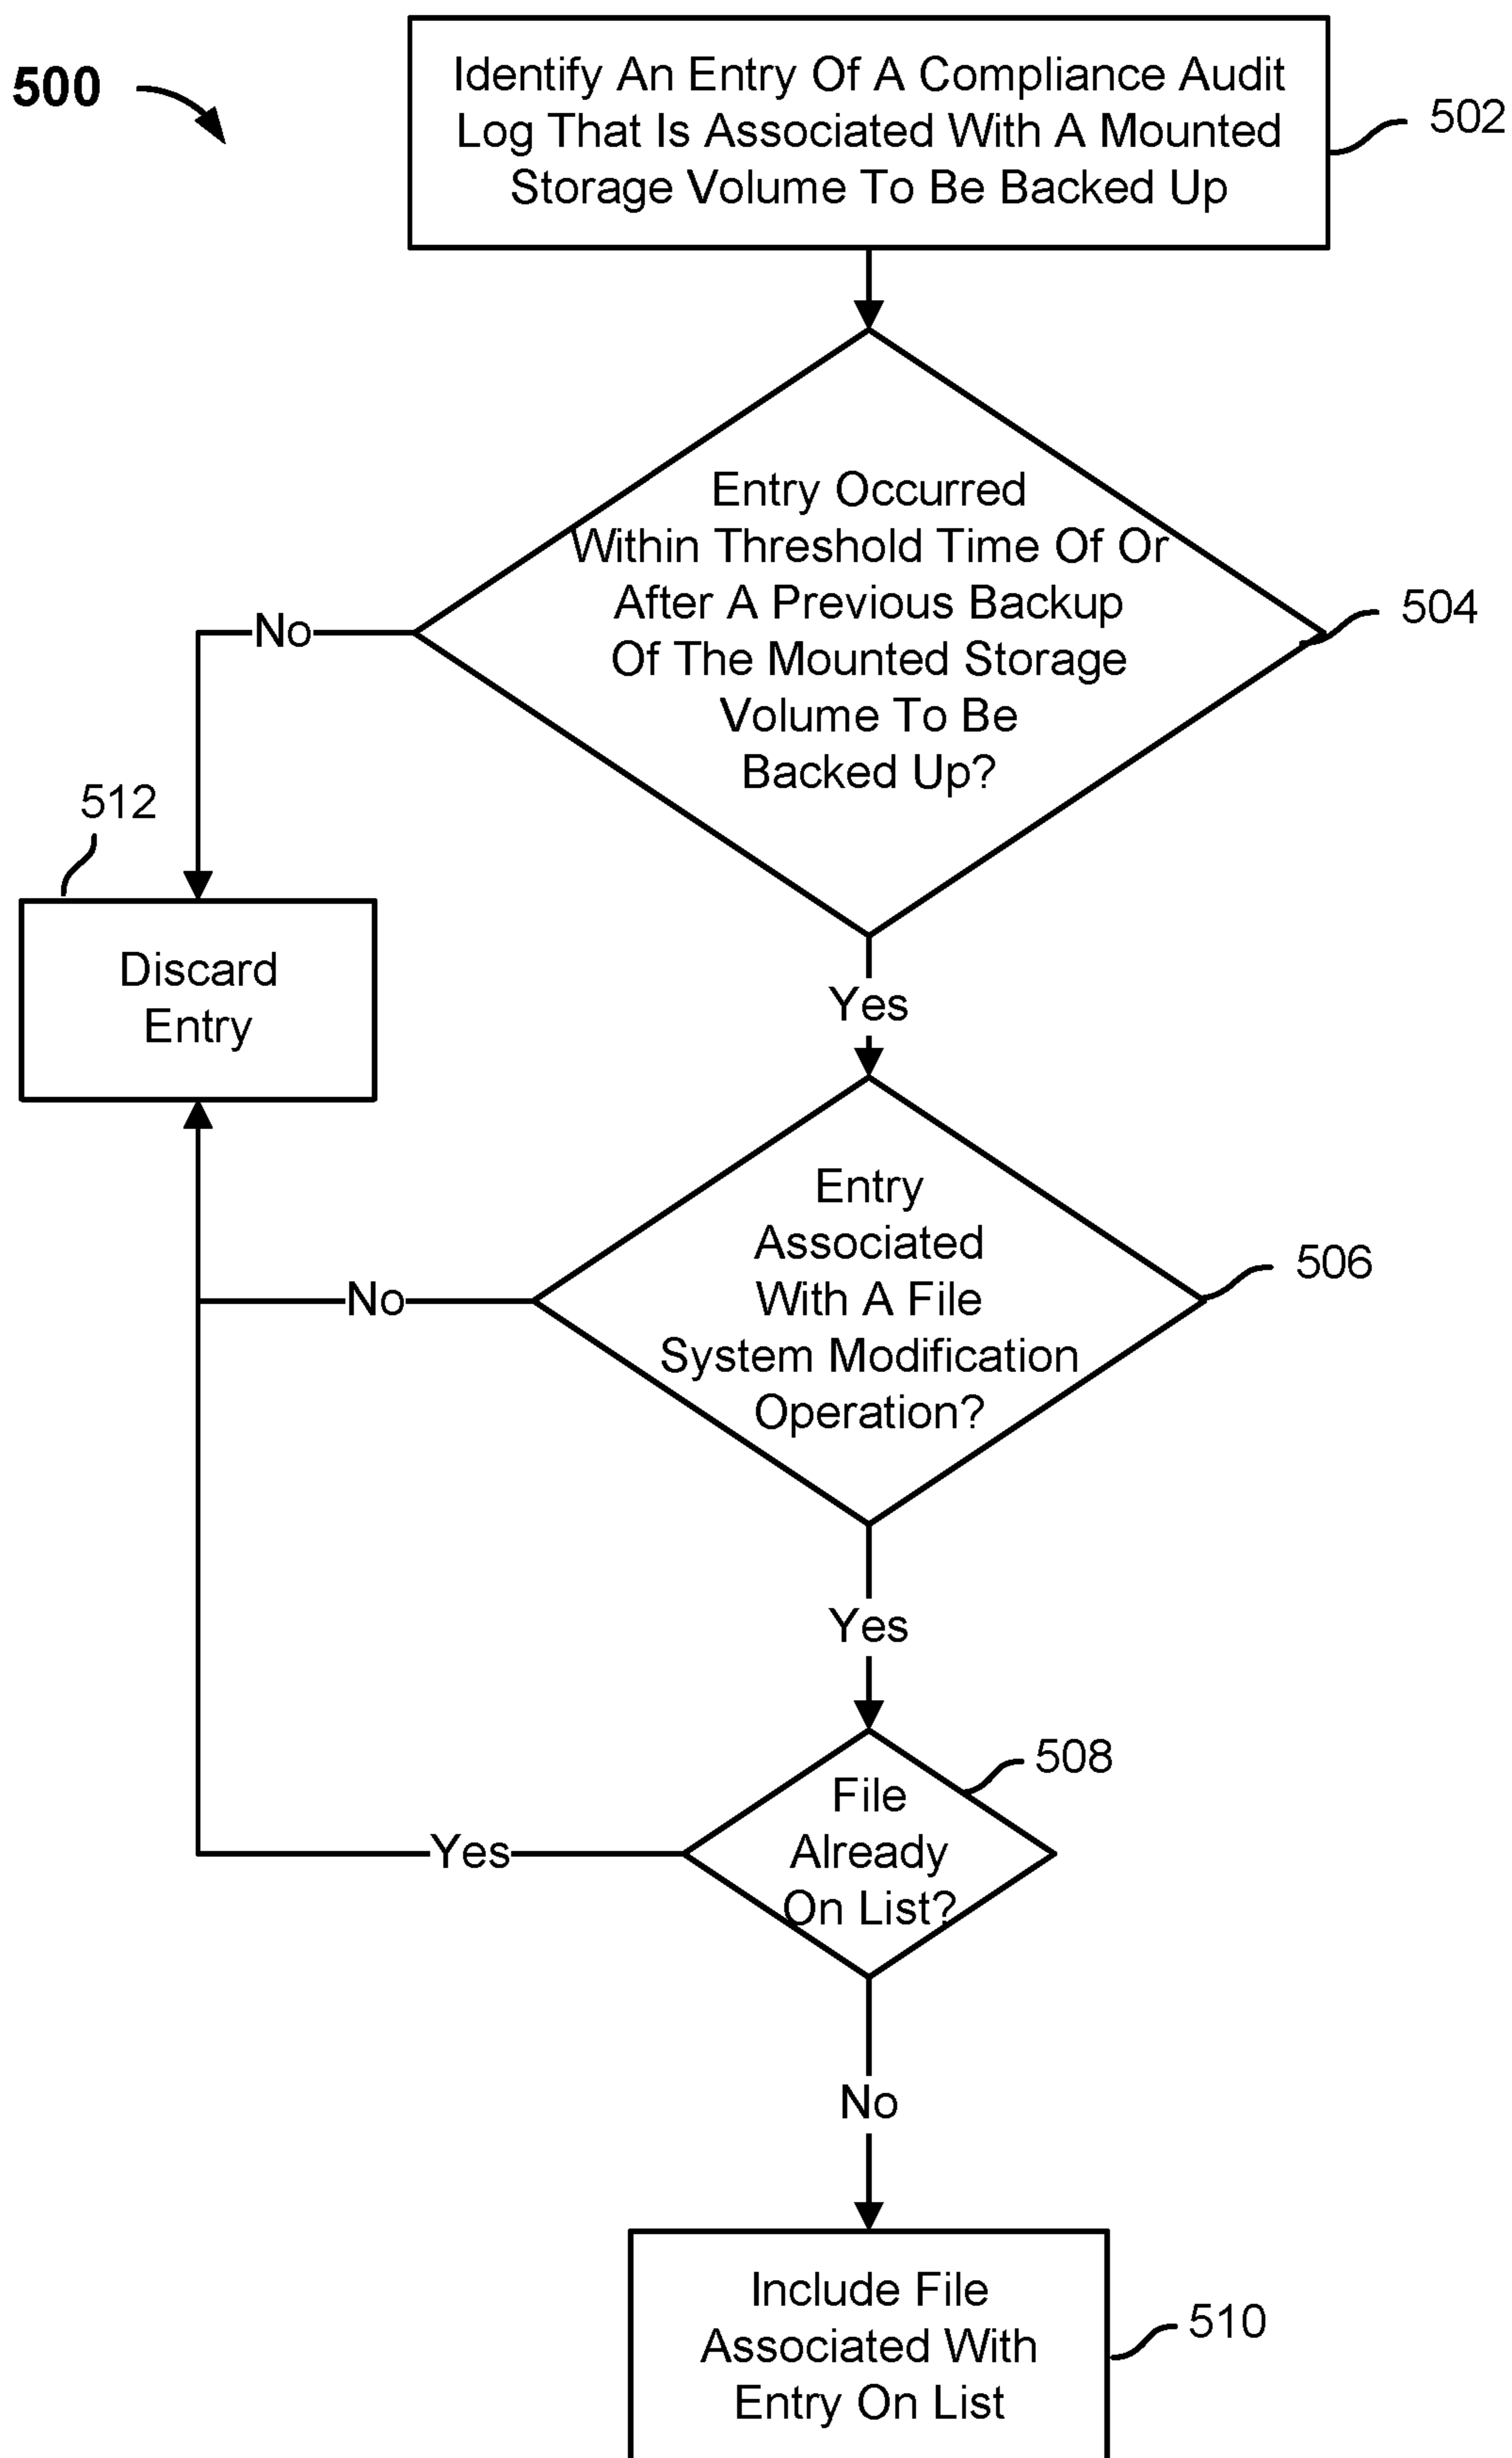 500
Identify An Entry Of A Compliance Audit
Log That Is Associated With A Mounted
Storage Volume To Be Backed Up
502
Entry Occurred
Within Threshold Time Of Or
After A Previous Backup
Of The Mounted Storage
Volume To Be
Backed Up?
504
No
512
Discard
Entry
Yes
Entry
Associated
With A File
System Modification
Operation?
506
No
Yes
508
File
Already
On List?
Yes
No
Include File
Associated With
Entry On List
510